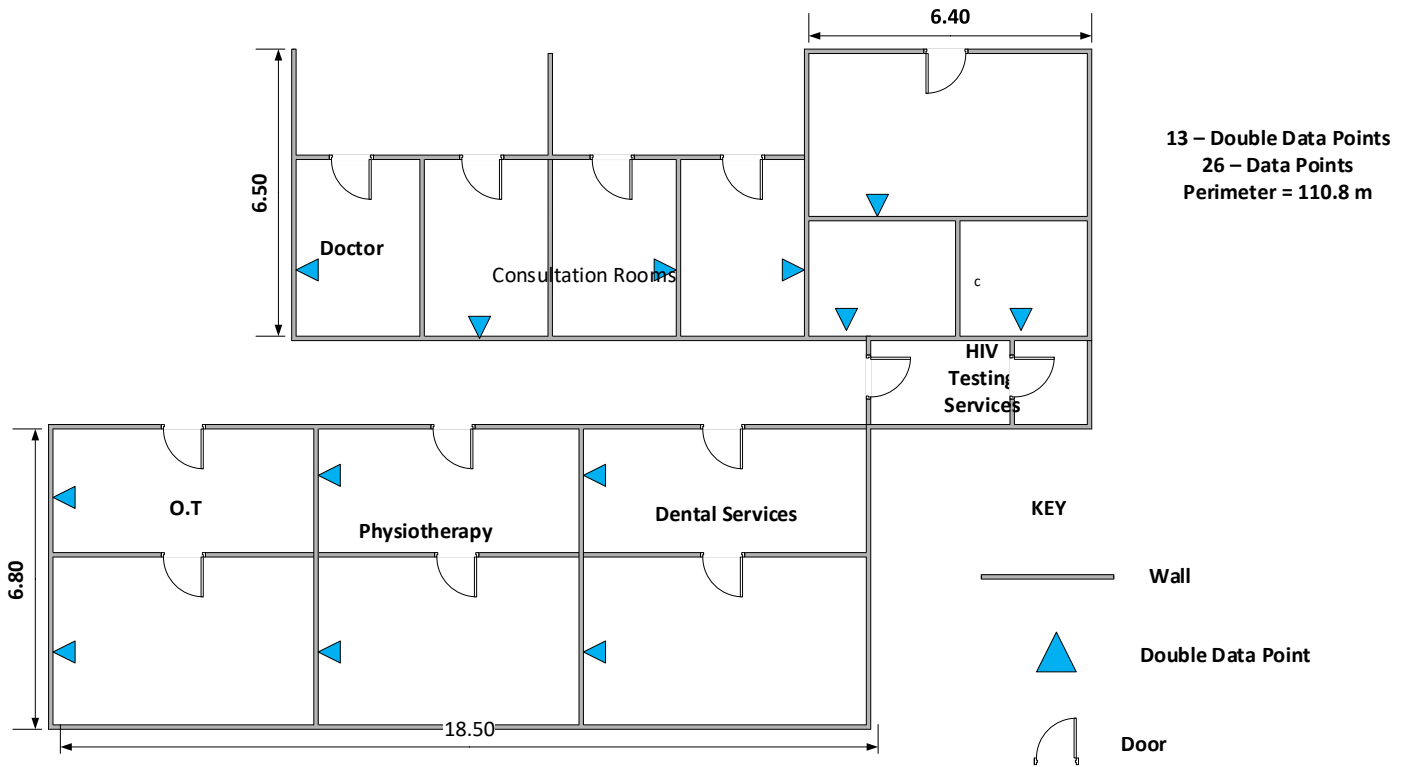 6.40
13 – Double Data Points
26 – Data Points
Perimeter = 110.8 m
6.50
Doctor
Consultation Rooms
c
HIV
Testing
Services
O.T
Physiotherapy
Dental Services
KEY
6.80
Wall
Double Data Point
18.50
Door